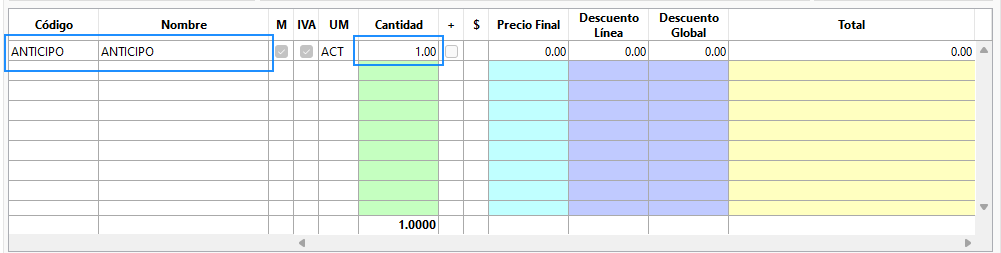 Código Nombre M IVA UM Cantidad + $ Precio Final Descuento Línea Descuento Global Total
ANTICIPO ANTICIPO ACT 1.00 0.00 0.00 0.00 0.00
1.0000